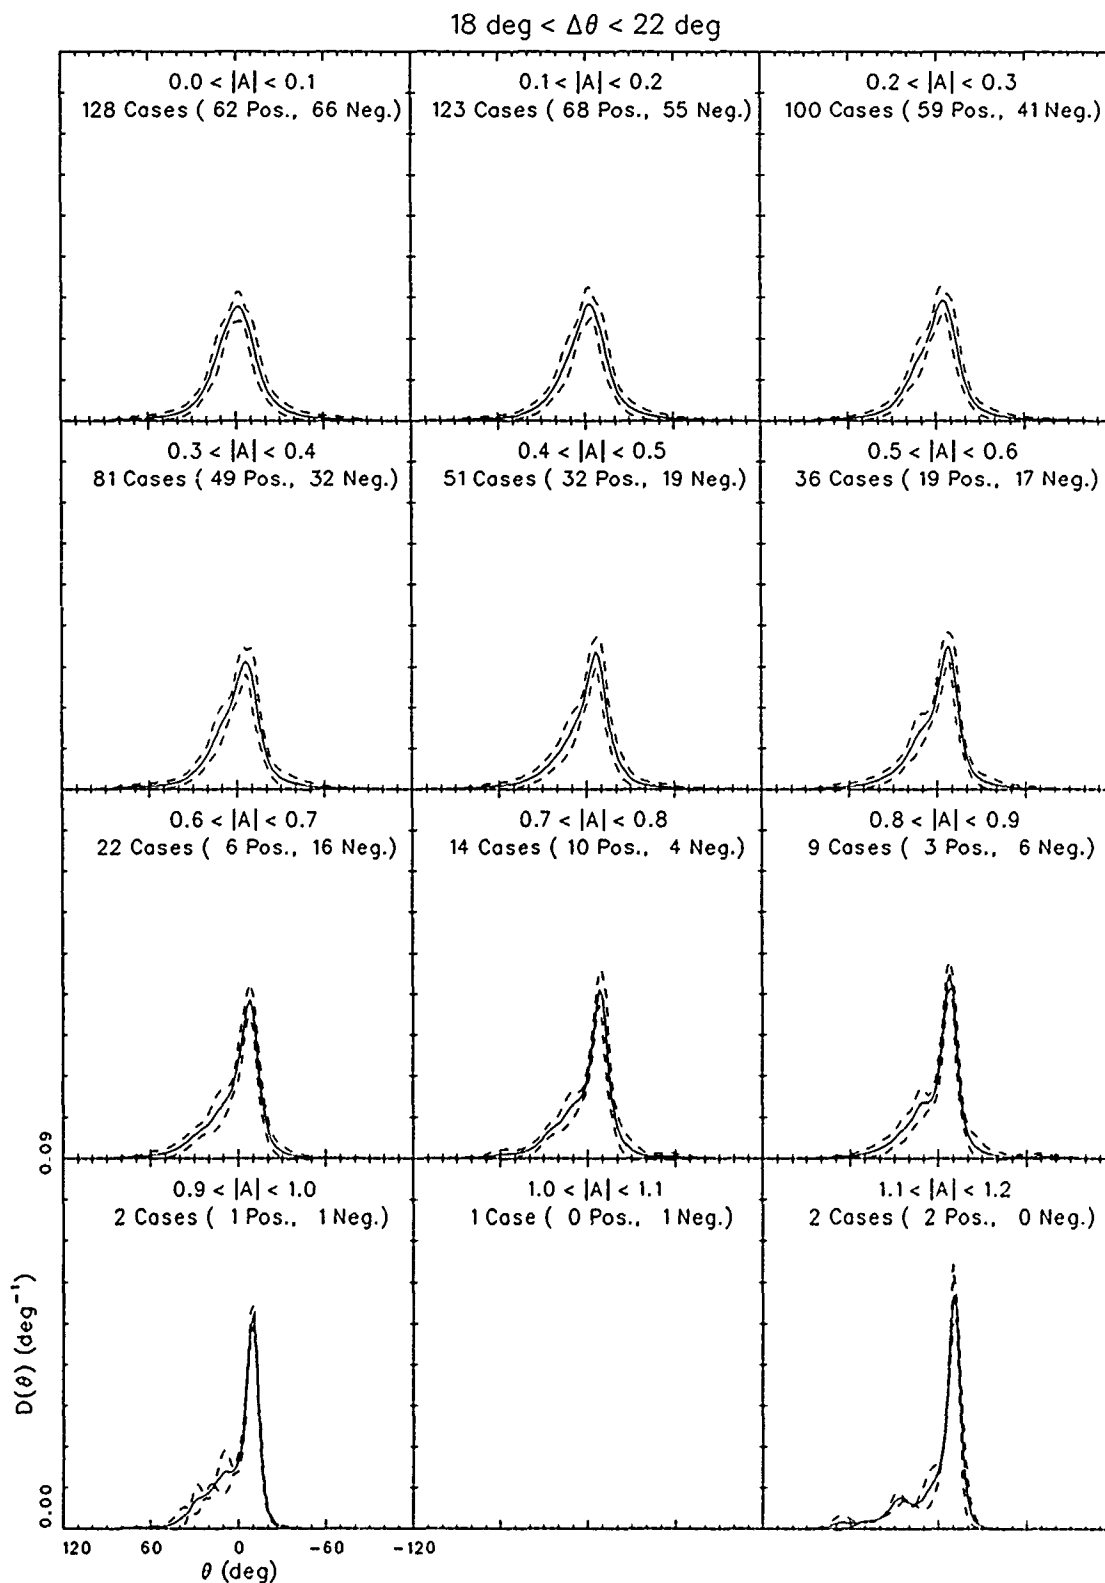 18 deg < Δθ < 22 deg
0.0 < |A| < 0.1
128 Cases ( 62 Pos., 66 Neg.)
0.1 < |A| < 0.2
123 Cases ( 68 Pos., 55 Neg.)
0.2 < |A| < 0.3
100 Cases ( 59 Pos., 41 Neg.)
0.3 < |A| < 0.4
81 Cases ( 49 Pos., 32 Neg.)
0.4 < |A| < 0.5
51 Cases ( 32 Pos., 19 Neg.)
0.5 < |A| < 0.6
36 Cases ( 19 Pos., 17 Neg.)
0.6 < |A| < 0.7
22 Cases ( 6 Pos., 16 Neg.)
0.7 < |A| < 0.8
14 Cases ( 10 Pos., 4 Neg.)
0.8 < |A| < 0.9
9 Cases ( 3 Pos., 6 Neg.)
0.9 < |A| < 1.0
2 Cases ( 1 Pos., 1 Neg.)
1.0 < |A| < 1.1
1 Case ( 0 Pos., 1 Neg.)
1.1 < |A| < 1.2
2 Cases ( 2 Pos., 0 Neg.)
0.09
D(θ) (deg⁻¹)
0.00
120 60 0 -60 -120
θ (deg)